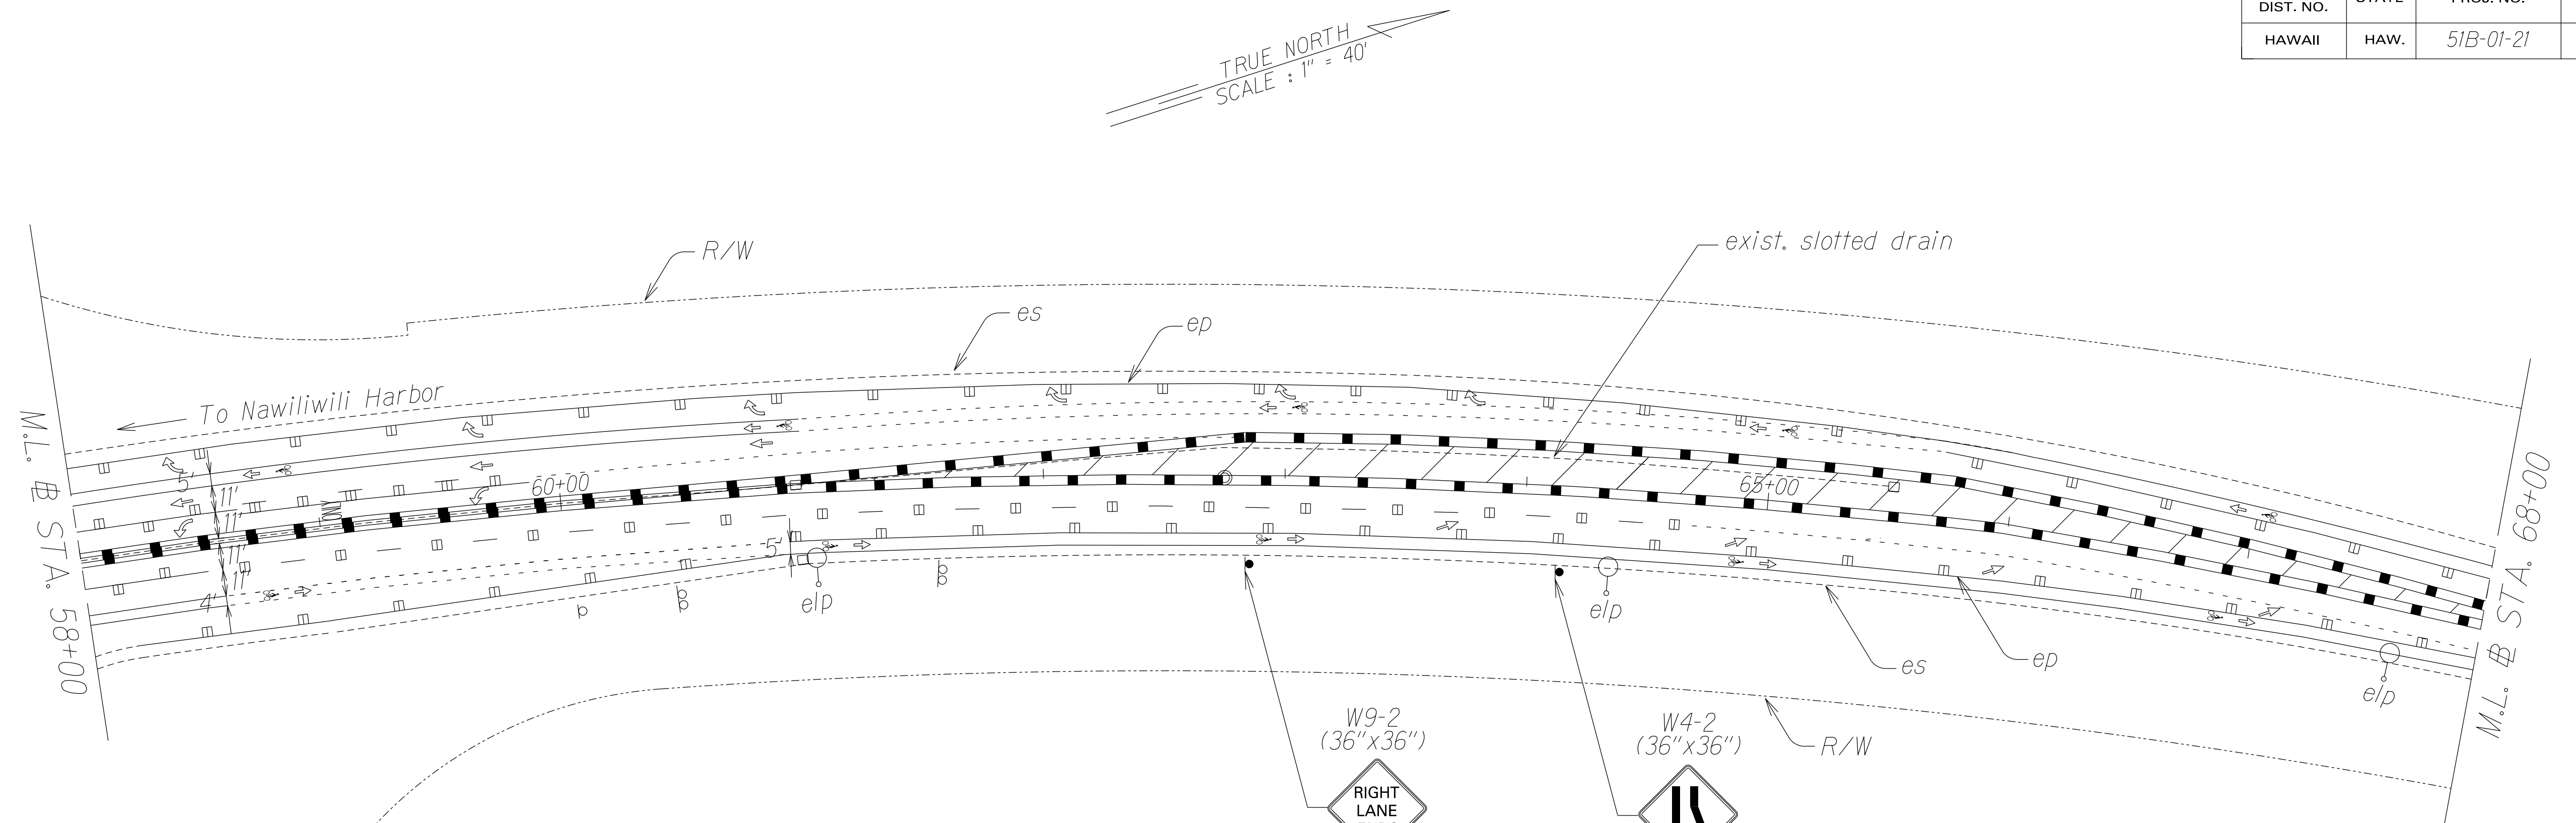 DIST. NO.
HAWAII HAW. 51B-01-21
TRUE NORTH
SCALE : 1" = 40'
R/W
exist. slotted drain
es
ep
To Nawiliwili Harbor
M.L. B STA. 58+00
5'
11'
11'
11'
11'
4'
60+00
65+00
5'
elp
elp
elp
es
ep
R/W
M.L. B STA. 68+00
W9-2
(36"x36")
RIGHT
LANE
W4-2
(36"x36")